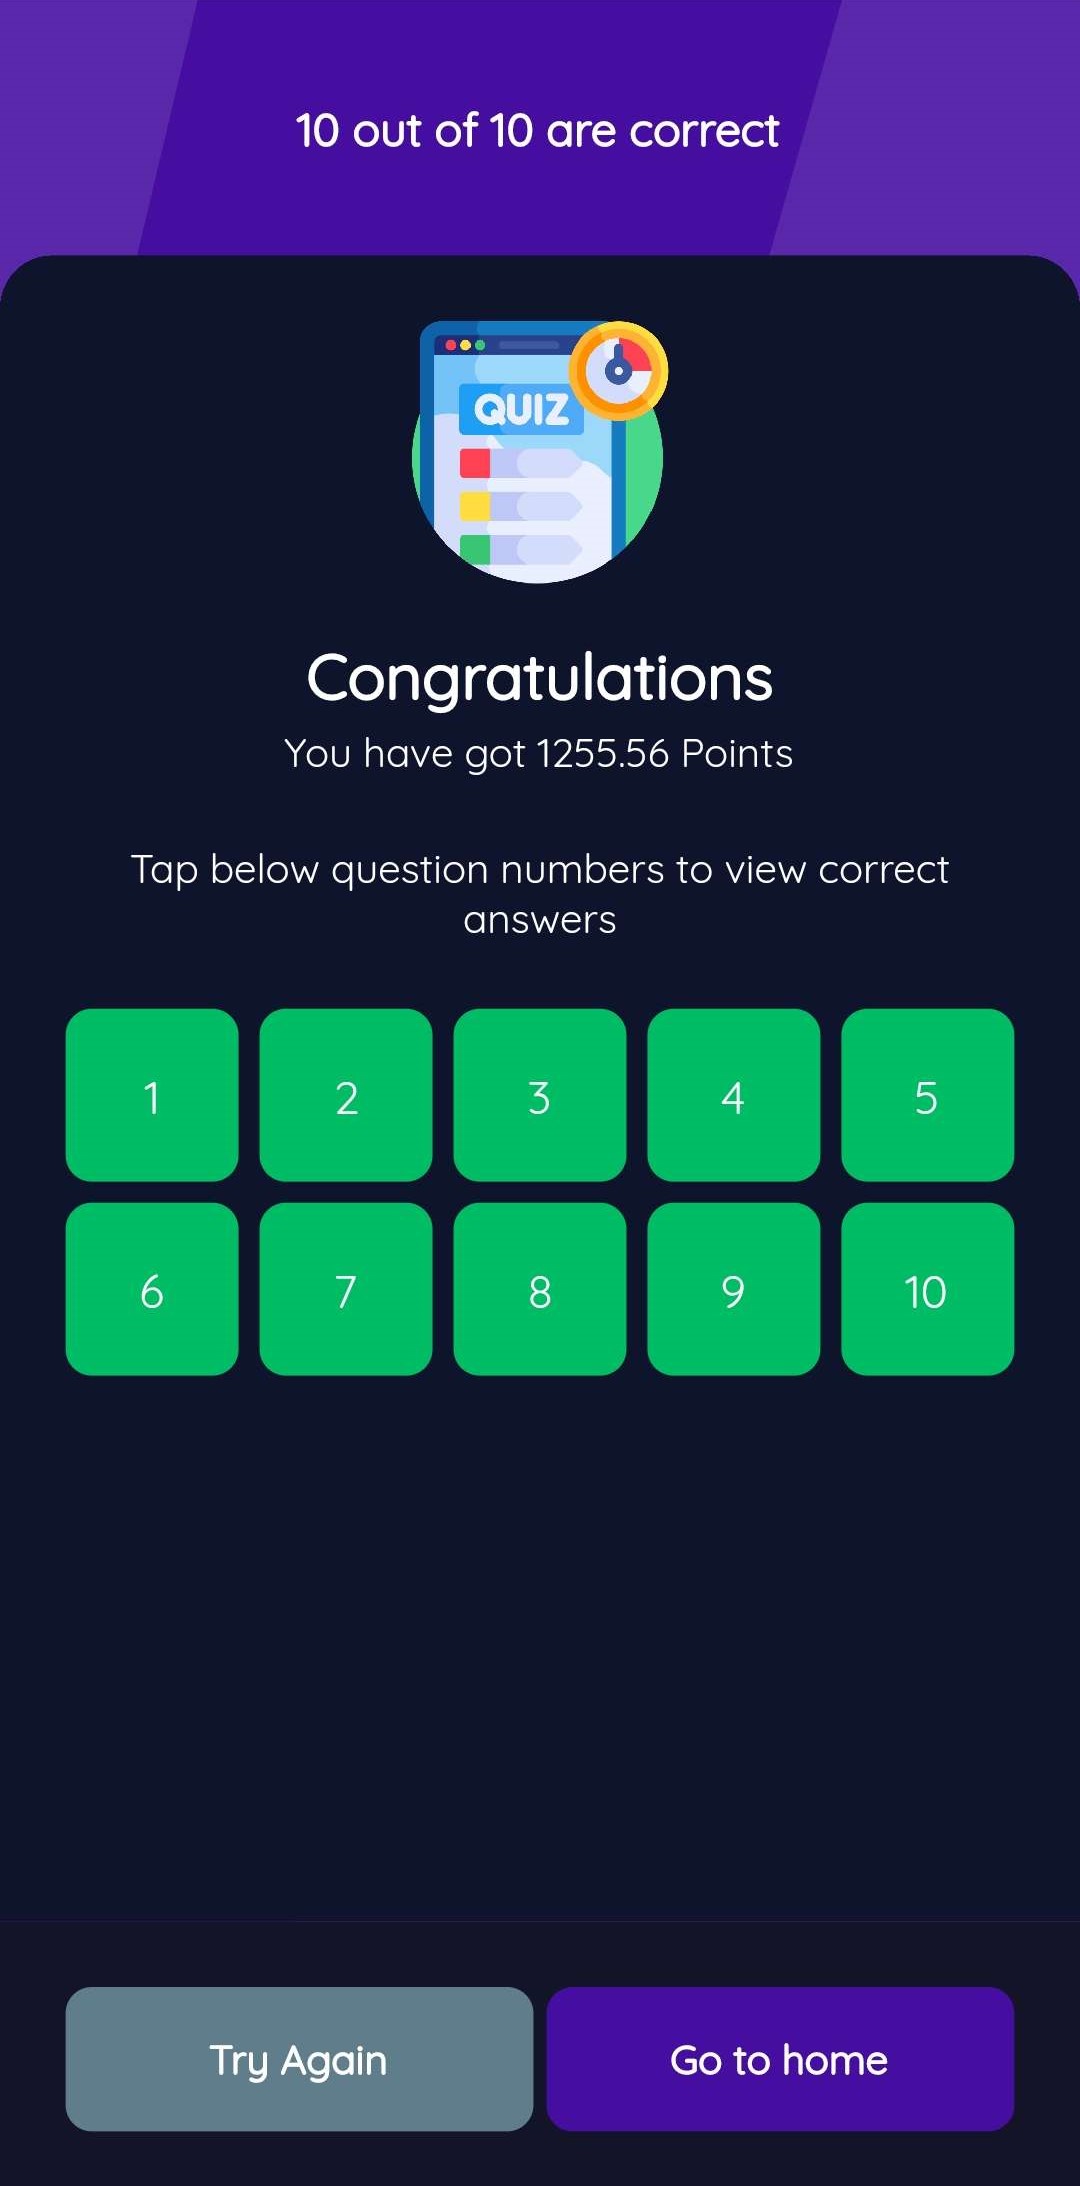 10 out of 10 are correct
QUIZ
Congratulations
You have got 1255.56 Points
Tap below question numbers to view correct
answers
1 2 3 4 5
6 7 8 9 10
Try Again Go to home